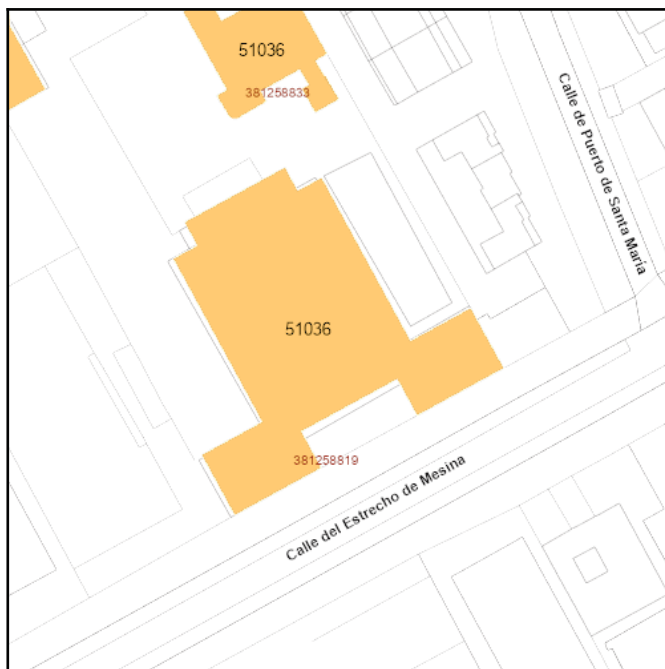 51036
381258833
Calle de Puerto de Santa María
51036
381258819
Calle del Estrecho de Mesina